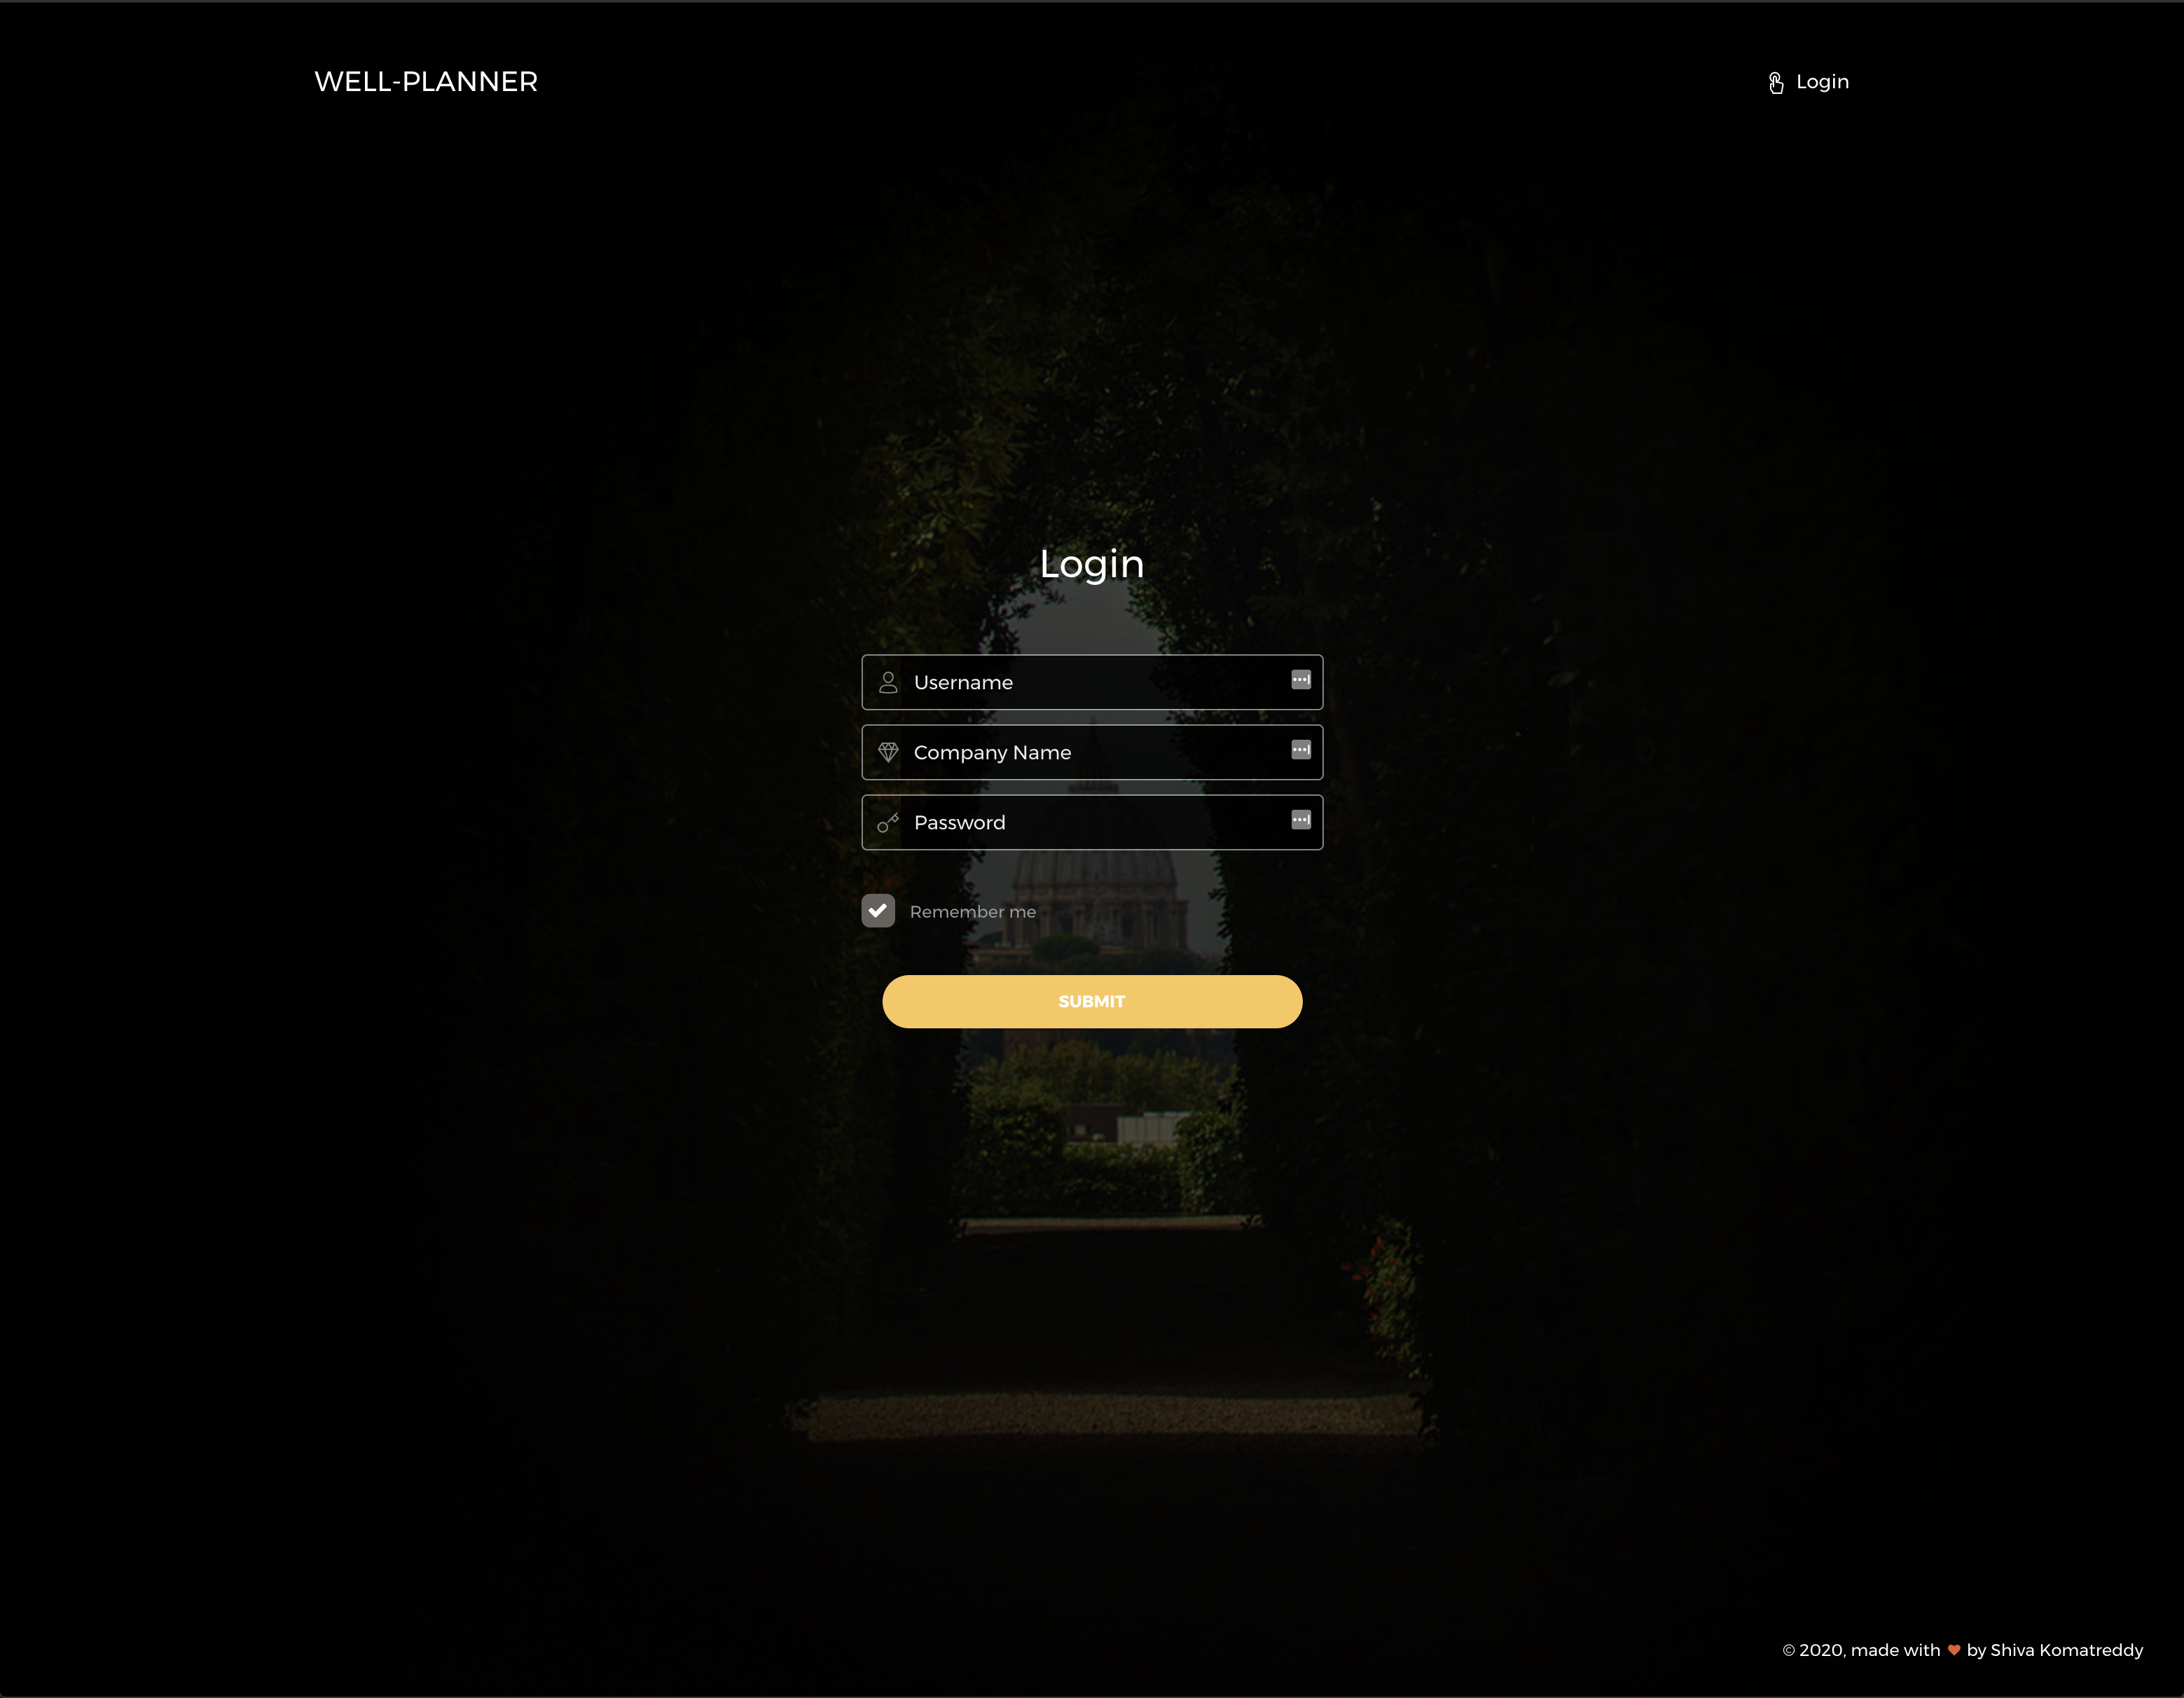 WELL-PLANNER
Login
Login
Username
Company Name
Password
Remember me
SUBMIT
© 2020, made with ♥ by Shiva Komatreddy